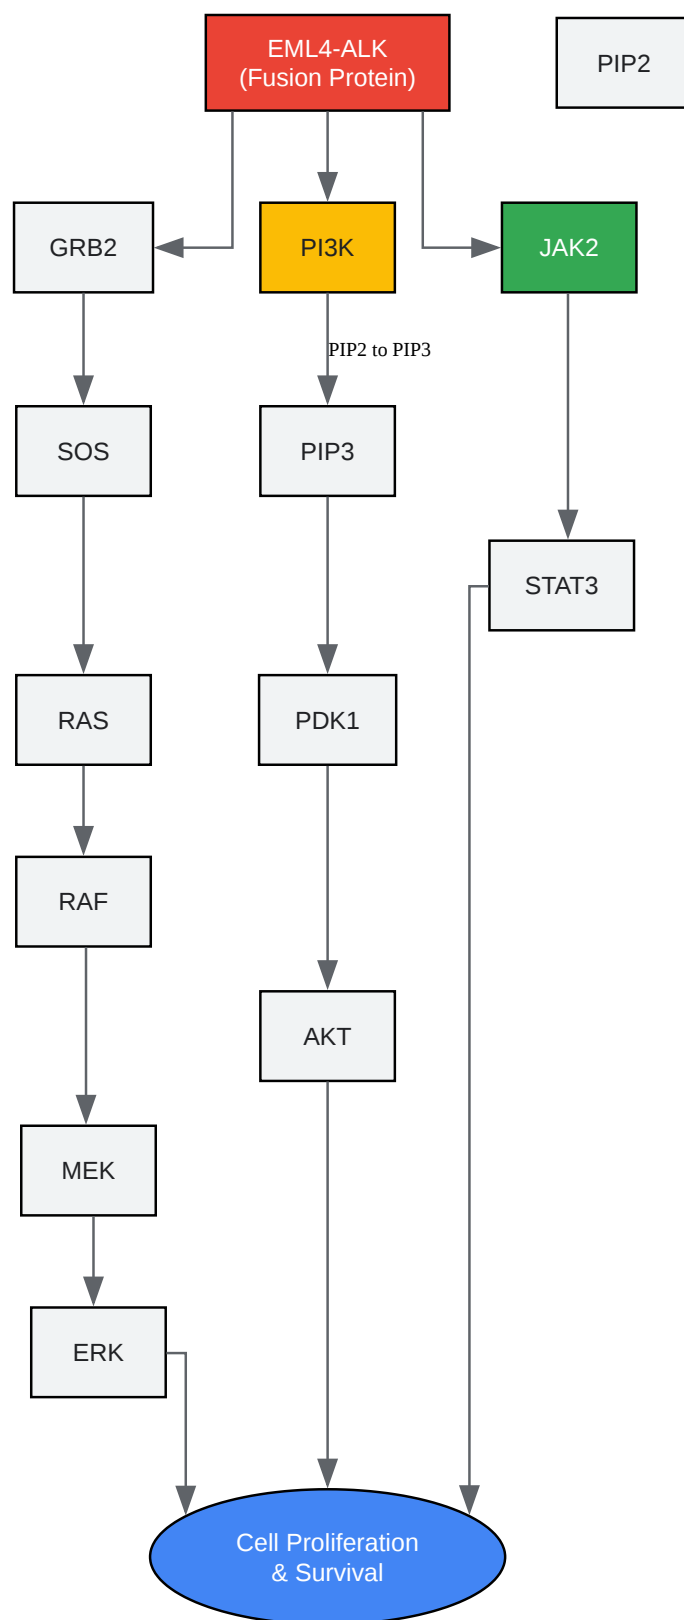 EML4-ALK
(Fusion Protein)
PIP2
GRB2
PI3K
JAK2
PIP2 to PIP3
SOS
PIP3
STAT3
RAS
PDK1
RAF
AKT
MEK
ERK
Cell Proliferation
& Survival